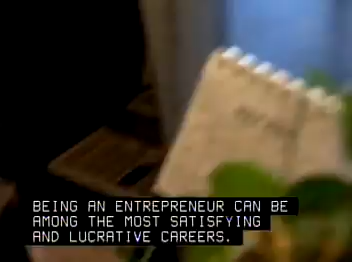 BEING AN ENTREPRENEUR CAN BE
AMONG THE MOST SATISFYING
AND LUCRATIVE CAREERS.